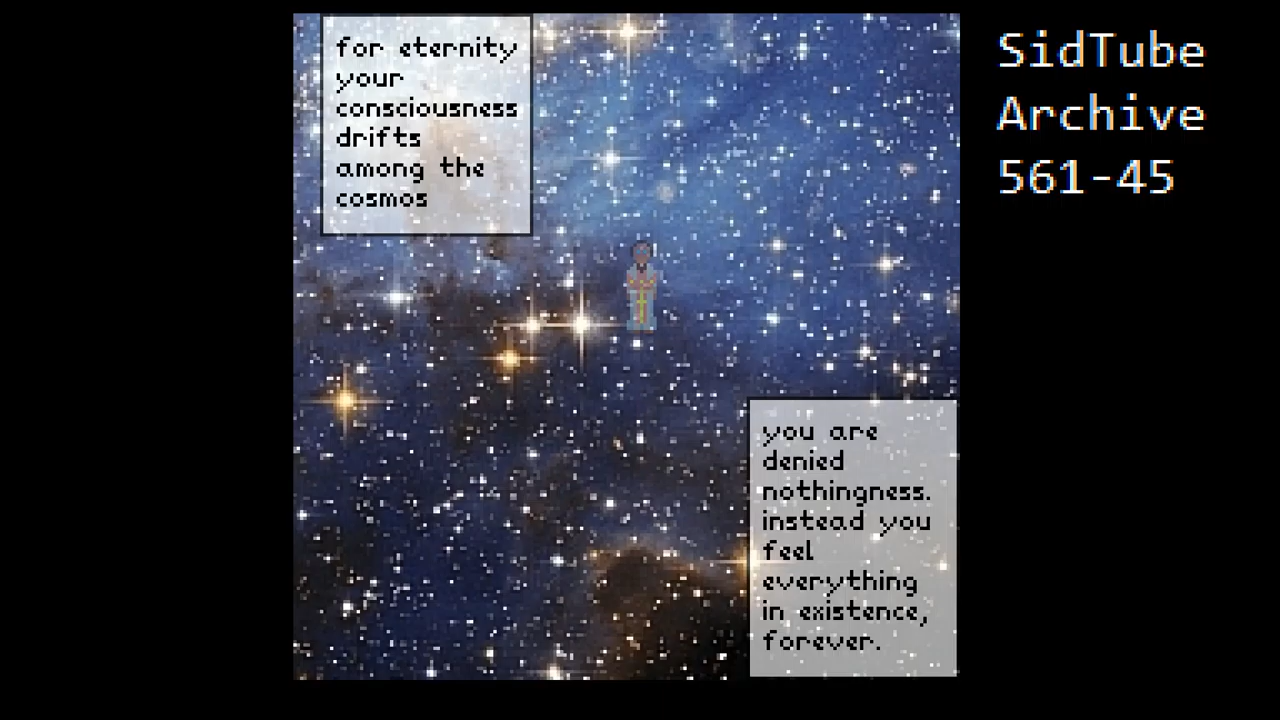 for eternity
your
consciousness
drifts
among the
cosmos
you are
denied
nothingness.
instead you
feel
everything
in existence,
forever.
SidTube
Archive
561-45